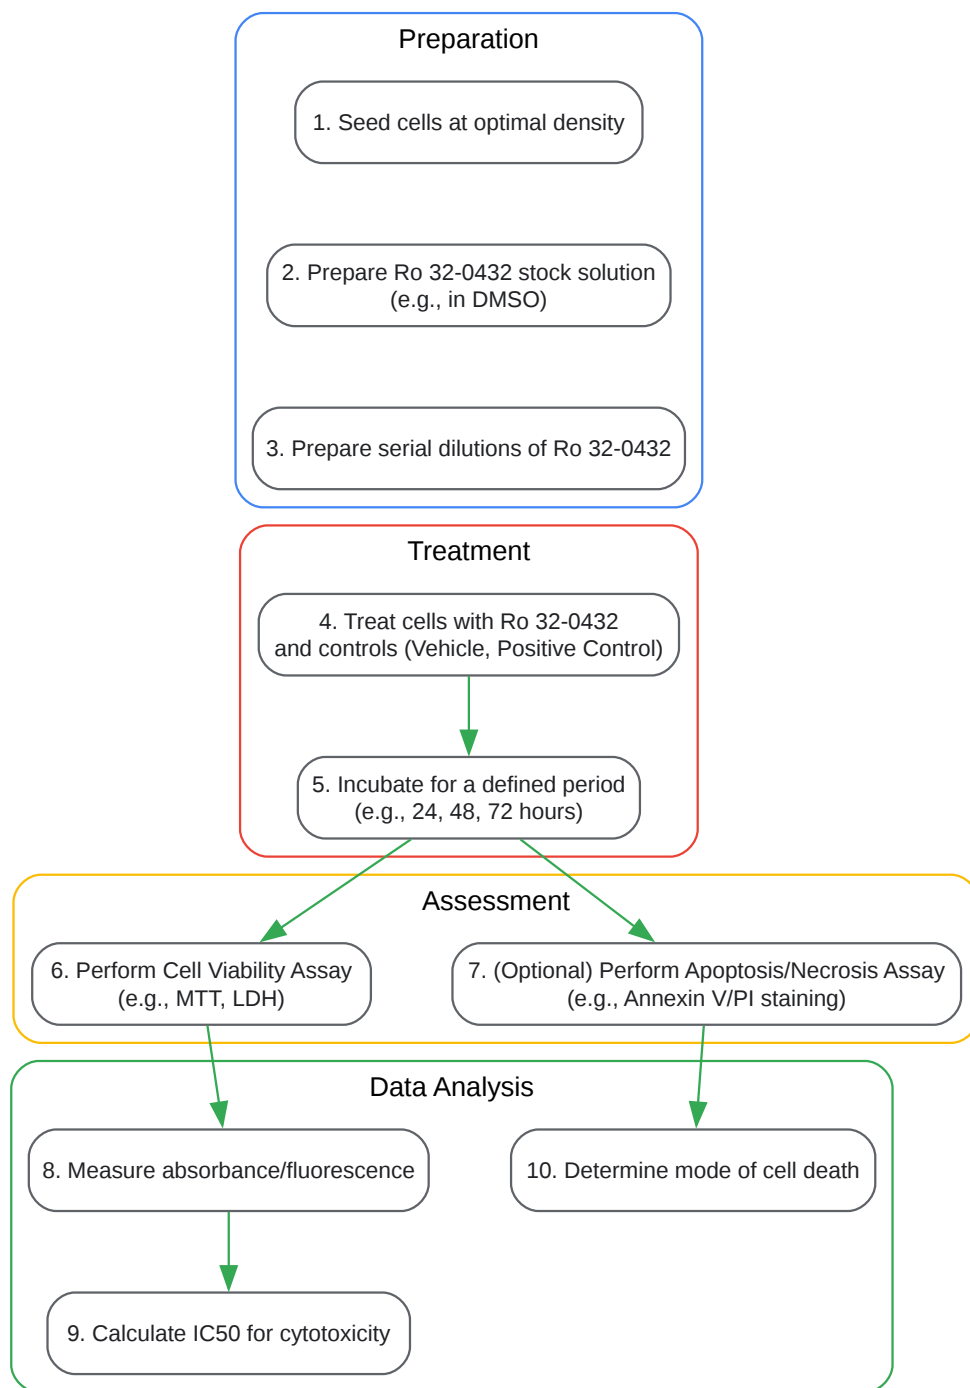 Preparation
1. Seed cells at optimal density
2. Prepare Ro 32-0432 stock solution
(e.g., in DMSO)
3. Prepare serial dilutions of Ro 32-0432
Treatment
4. Treat cells with Ro 32-0432
and controls (Vehicle, Positive Control)
5. Incubate for a defined period
(e.g., 24, 48, 72 hours)
Assessment
6. Perform Cell Viability Assay
(e.g., MTT, LDH)
7. (Optional) Perform Apoptosis/Necrosis Assay
(e.g., Annexin V/PI staining)
Data Analysis
8. Measure absorbance/fluorescence
10. Determine mode of cell death
9. Calculate IC50 for cytotoxicity